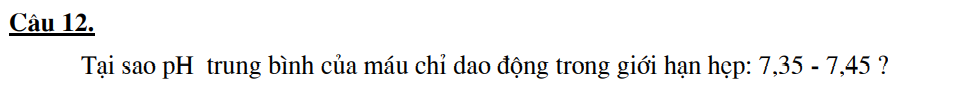 Câu 12.
Tại sao pH trung bình của máu chỉ dao động trong giới hạn hẹp: 7,35 - 7,45 ?